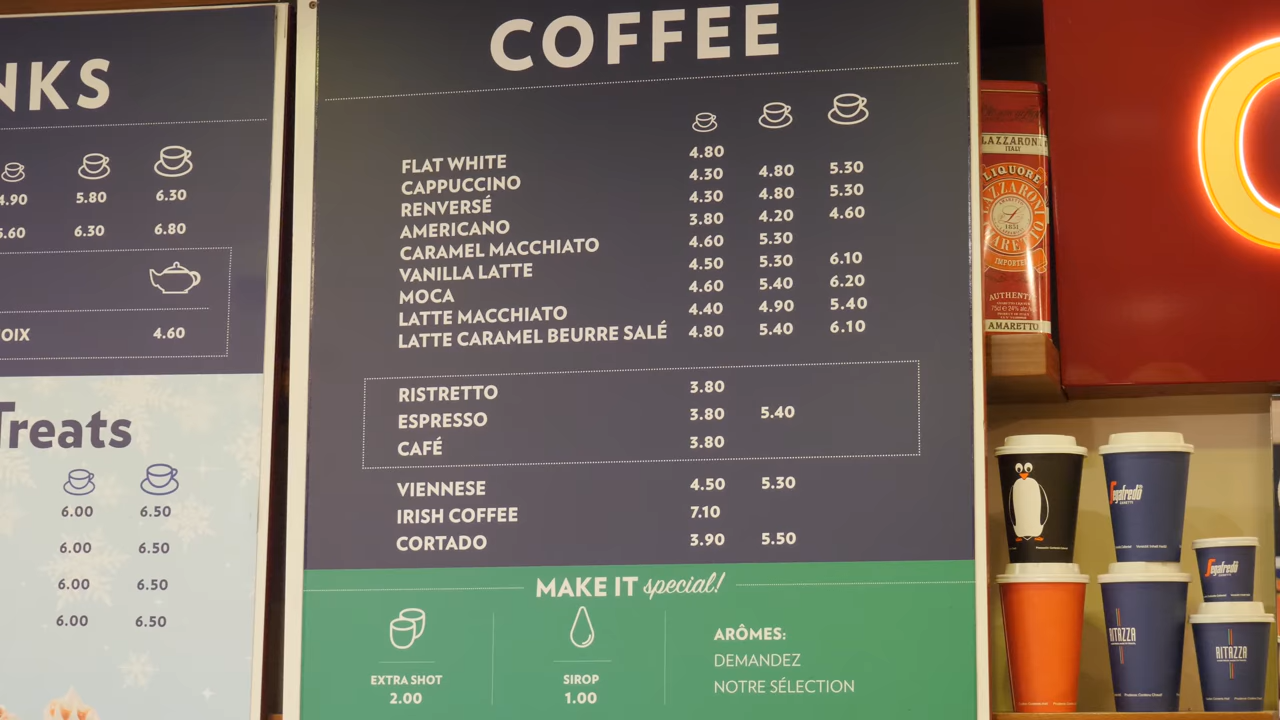 NKS
4.90 5.80 6.30
.60 6.30 6.80
OIX 4.60
Treats
6.00 6.50
6.00 6.50
6.00 6.50
6.00 6.50
COFFEE
FLAT WHITE 4.80
CAPPUCCINO 4.30 4.80 5.30
RENVERSÉ 4.30 4.80 5.30
AMERICANO 3.80 4.20 4.60
CARAMEL MACCHIATO 4.60 5.30
VANILLA LATTE 4.50 5.30 6.10
MOCA 4.60 5.40 6.20
LATTE MACCHIATO 4.40 4.90 5.40
LATTE CARAMEL BEURRE SALÉ 4.80 5.40 6.10
RISTRETTO 3.80
ESPRESSO 3.80 5.40
CAFÉ 3.80
VIENNESE 4.50 5.30
IRISH COFFEE 7.10
CORTADO 3.90 5.50
MAKE IT special!
EXTRA SHOT
2.00
SIROP
1.00
ARÔMES:
DEMANDEZ
NOTRE SÉLECTION
LAZZARONI
ITALY
LIQUORE
1851
IMPORTED
AUTHENTIC
AMARETTO
Segafredo
Segafredo
RITAZZA
RITAZZA